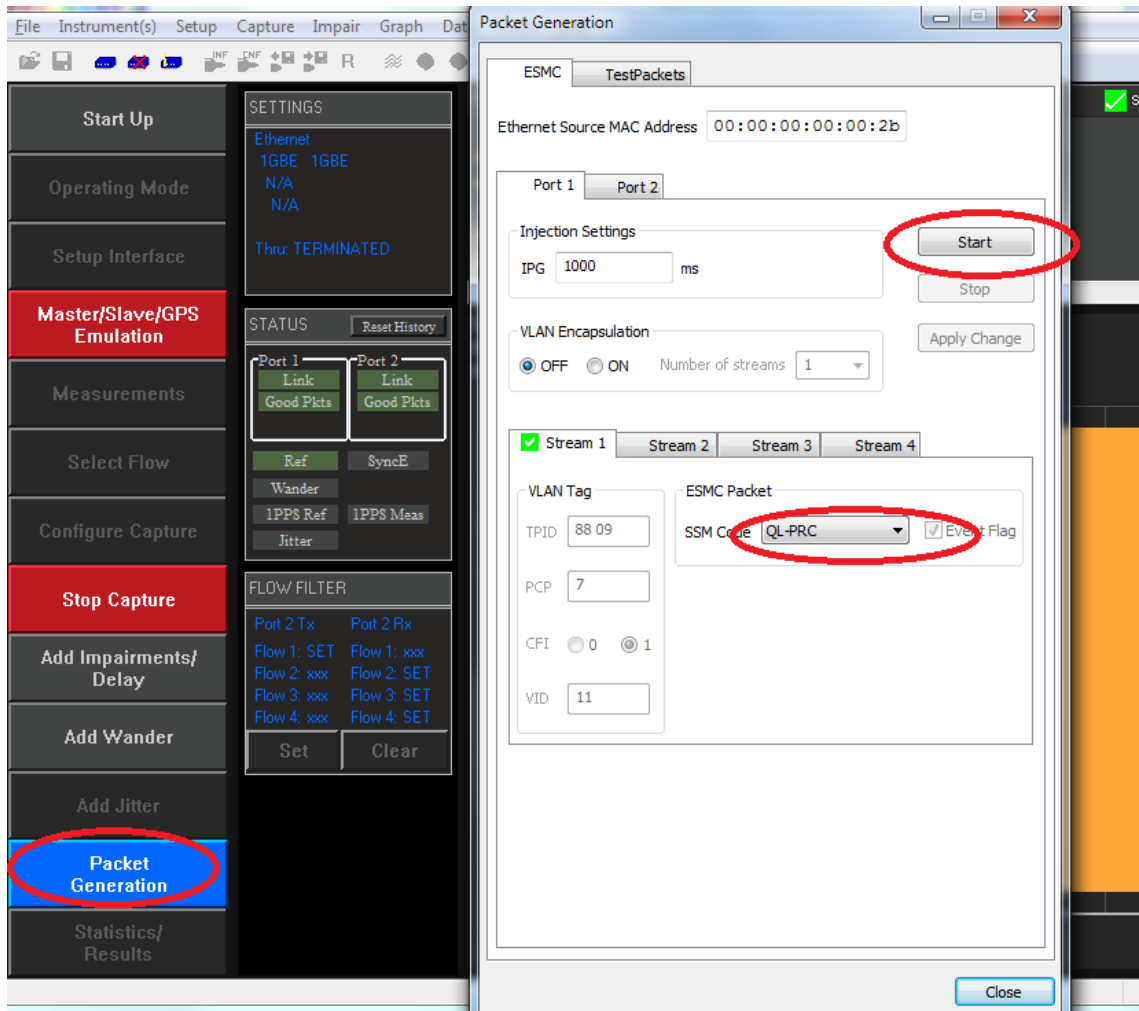 File Instrument(s) Setup Capture Impair Graph
R
Start Up
Operating Mode
Setup Interface
Master/Slave/GPS
Emulation
Measurements
Select Flow
Configure Capture
Stop Capture
Add Impairments/
Delay
Add Wander
Add Jitter
Packet
Generation
Statistics/
Results
SETTINGS
Ethernet
1GBE 1GBE
N/A
N/A
Thru: TERMINATED
STATUS Reset History
Port 1 Port 2
Link Link
Good Pkts Good Pkts
Ref SyncE
Wander
1PPS Ref 1PPS Meas
Jitter
FLOW FILTER
Port 2 Tx Port 2 Rx
Flow 1: SET Flow 1: xxx
Flow 2: xxx Flow 2: SET
Flow 3: xxx Flow 3: SET
Flow 4: xxx Flow 4: SET
Set Clear
Packet Generation
ESMC TestPackets
Ethernet Source MAC Address 00:00:00:00:00:2b
Port 1 Port 2
Injection Settings
IPG 1000 ms
Start
Stop
VLAN Encapsulation
OFF ON Number of streams 1
Apply Change
Stream 1 Stream 2 Stream 3 Stream 4
VLAN Tag
TPID 88 09
PCP 7
CFI 0 1
VID 11
ESMC Packet
SSM Code QL-PRC Event Flag
Close